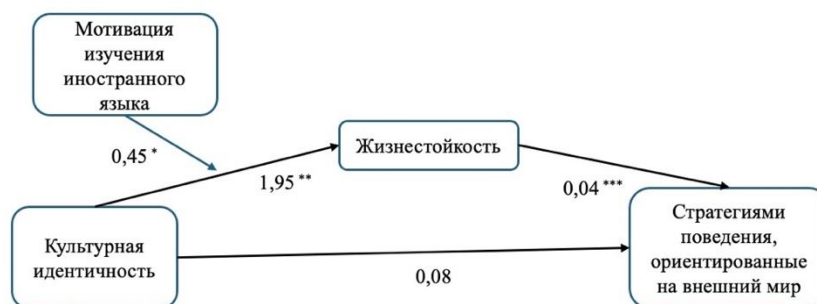 Мотивация
изучения
иностранного
языка
0,45 *
Жизнестойкость
1,95 **
0,04 ***
Культурная
идентичность
0,08
Стратегиями
поведения,
ориентированные
на внешний мир